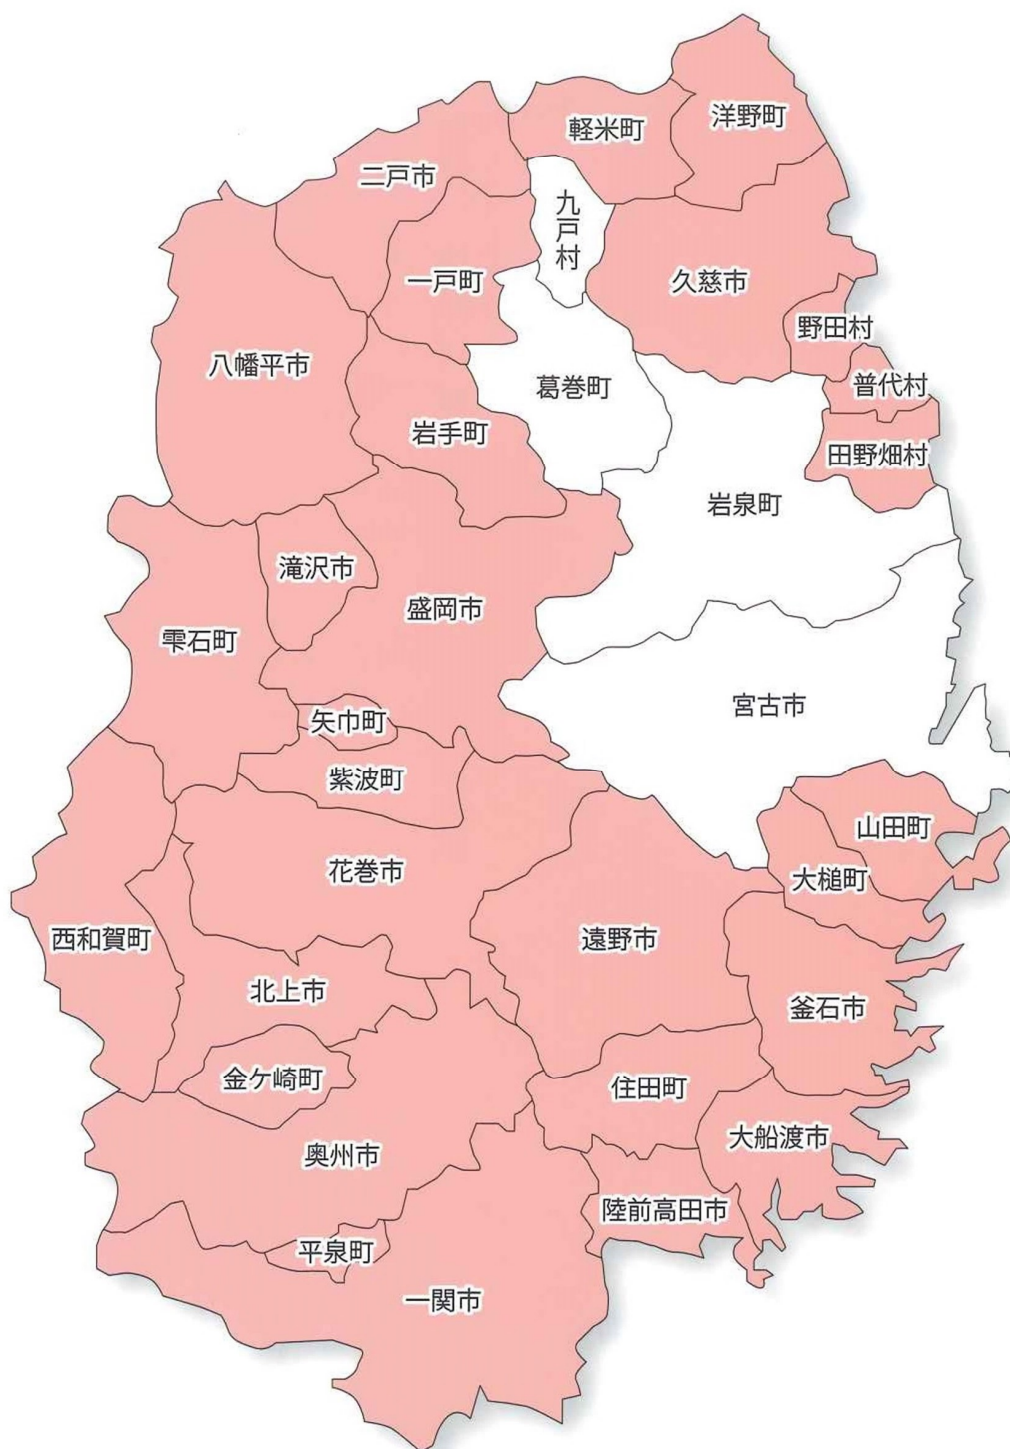 洋野町
軽米町
二戸市
九戸村
一戸町
久慈市
野田村
八幡平市
普代村
葛巻町
岩手町
田野畑村
岩泉町
滝沢市
盛岡市
雫石町
宮古市
矢巾町
紫波町
山田町
花巻市
大槌町
西和賀町
遠野市
北上市
釜石市
金ケ崎町
住田町
大船渡市
奥州市
陸前高田市
平泉町
一関市